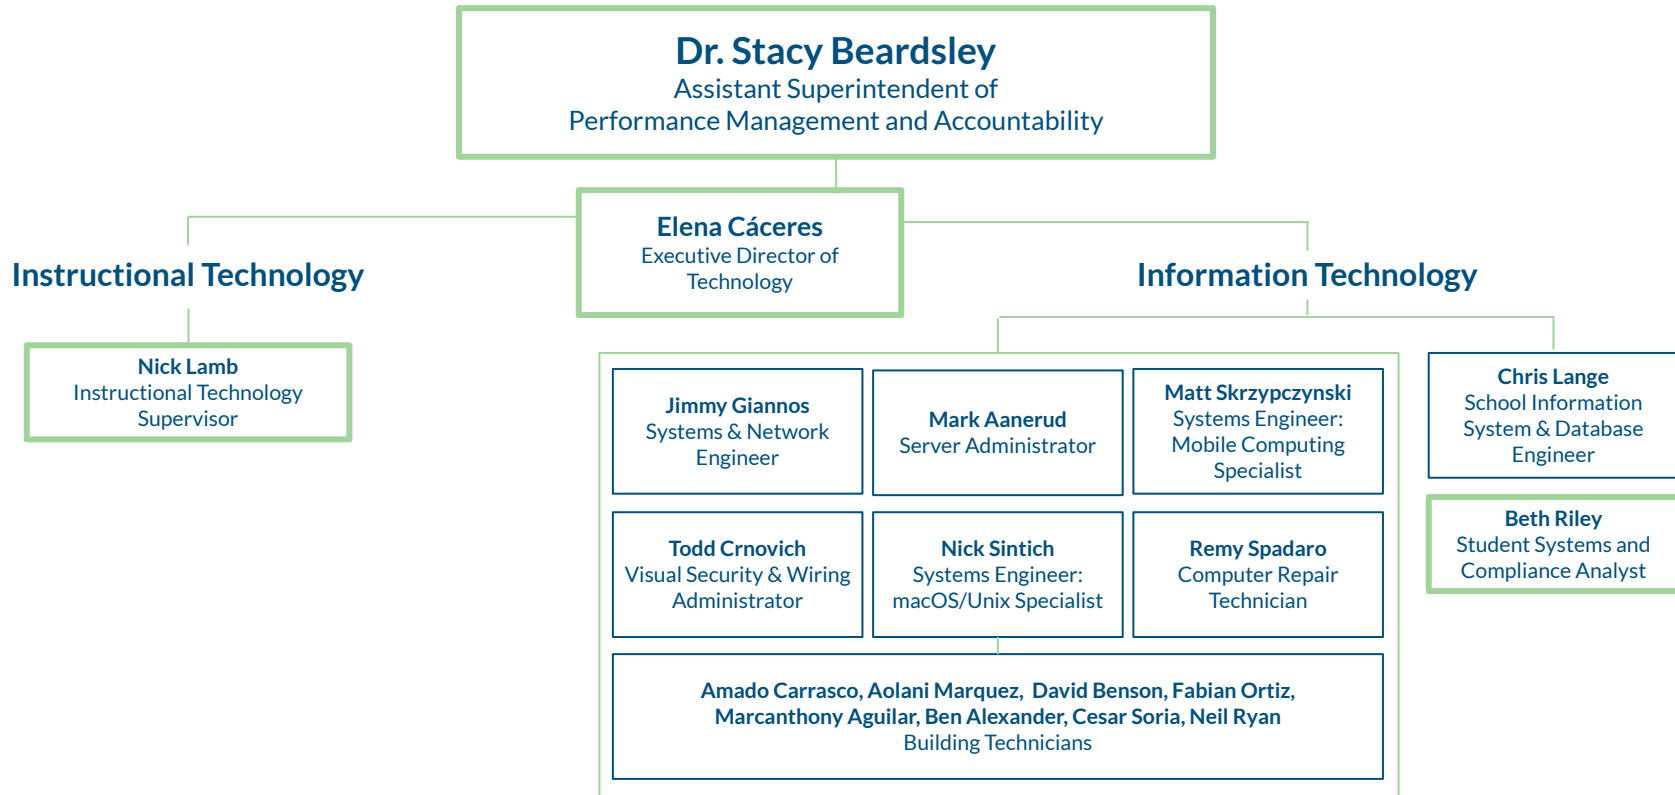 Dr. Stacy Beardsley
Assistant Superintendent of
Performance Management and Accountability
Elena Cáceres
Executive Director of
Technology
Instructional Technology
Information Technology
Nick Lamb
Instructional Technology
Supervisor
Jimmy Giannos
Systems & Network
Engineer
Mark Aanerud
Server Administrator
Matt Skrzypczynski
Systems Engineer:
Mobile Computing
Specialist
Chris Lange
School Information
System & Database
Engineer
Todd Crnovich
Visual Security & Wiring
Administrator
Nick Sintich
Systems Engineer:
macOS/Unix Specialist
Remy Spadaro
Computer Repair
Technician
Beth Riley
Student Systems and
Compliance Analyst
Amado Carrasco, Aolani Marquez,  David Benson, Fabian Ortiz,
Marcanthony Aguilar, Ben Alexander, Cesar Soria, Neil Ryan
Building Technicians